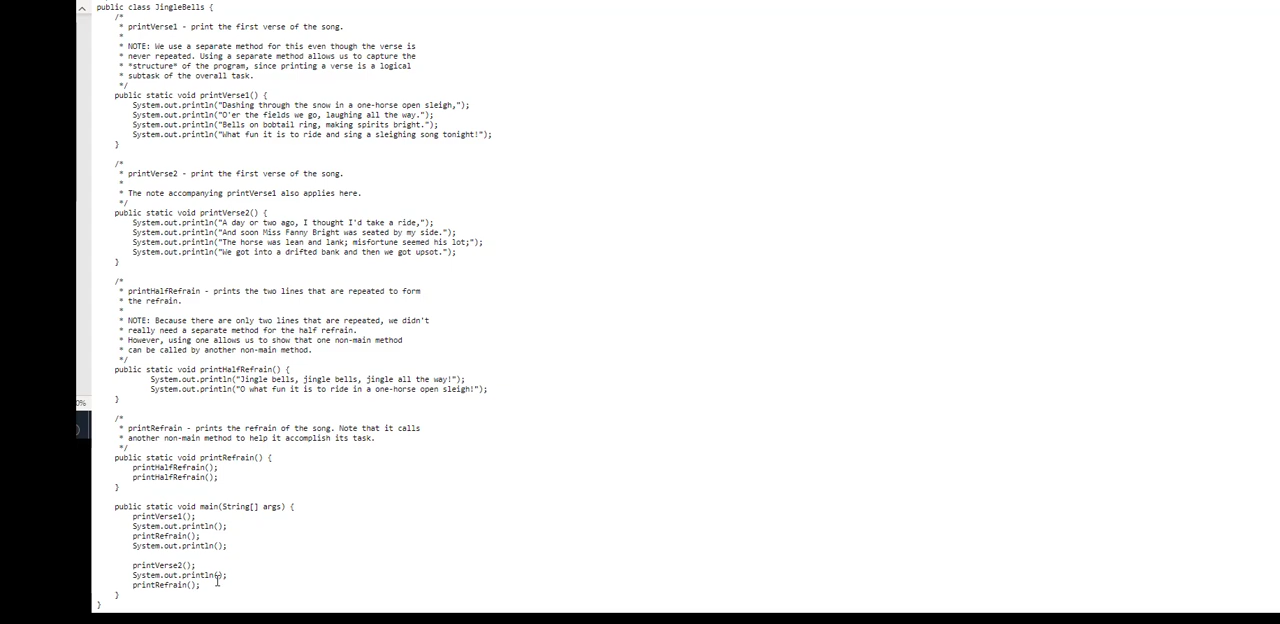 public class JingleBells {
/*
* printVerse1 - print the first verse of the song.
*
* NOTE: We use a separate method for this even though the verse is
* never repeated. Using a separate method allows us to capture the
* *structure* of the program, since printing a verse is a logical
* subtask of the overall task.
*/
public static void printVerse1() {
System.out.println("Dashing through the snow in a one-horse open sleigh,");
System.out.println("O'er the fields we go, laughing all the way.");
System.out.println("Bells on bobtail ring, making spirits bright.");
System.out.println("What fun it is to ride and sing a sleighing song tonight!");
}
/*
* printVerse2 - print the first verse of the song.
*
* The note accompanying printVerse1 also applies here.
*/
public static void printVerse2() {
System.out.println("A day or two ago, I thought I'd take a ride,");
System.out.println("And soon Miss Fanny Bright was seated by my side.");
System.out.println("The horse was lean and lank; misfortune seemed his lot;");
System.out.println("We got into a drifted bank and then we got upsot.");
}
/*
* printHalfRefrain - prints the two lines that are repeated to form
* the refrain.
*
* NOTE: Because there are only two lines that are repeated, we didn't
* really need a separate method for the half refrain.
* However, using one allows us to show that one non-main method
* can be called by another non-main method.
*/
public static void printHalfRefrain() {
System.out.println("Jingle bells, jingle bells, jingle all the way!");
System.out.println("O what fun it is to ride in a one-horse open sleigh!");
}
0%
/*
* printRefrain - prints the refrain of the song. Note that it calls
* another non-main method to help it accomplish its task.
*/
public static void printRefrain() {
printHalfRefrain();
printHalfRefrain();
}
public static void main(String[] args) {
printVerse1();
System.out.println();
printRefrain();
System.out.println();
printVerse2();
System.out.println();
printRefrain();
}
}